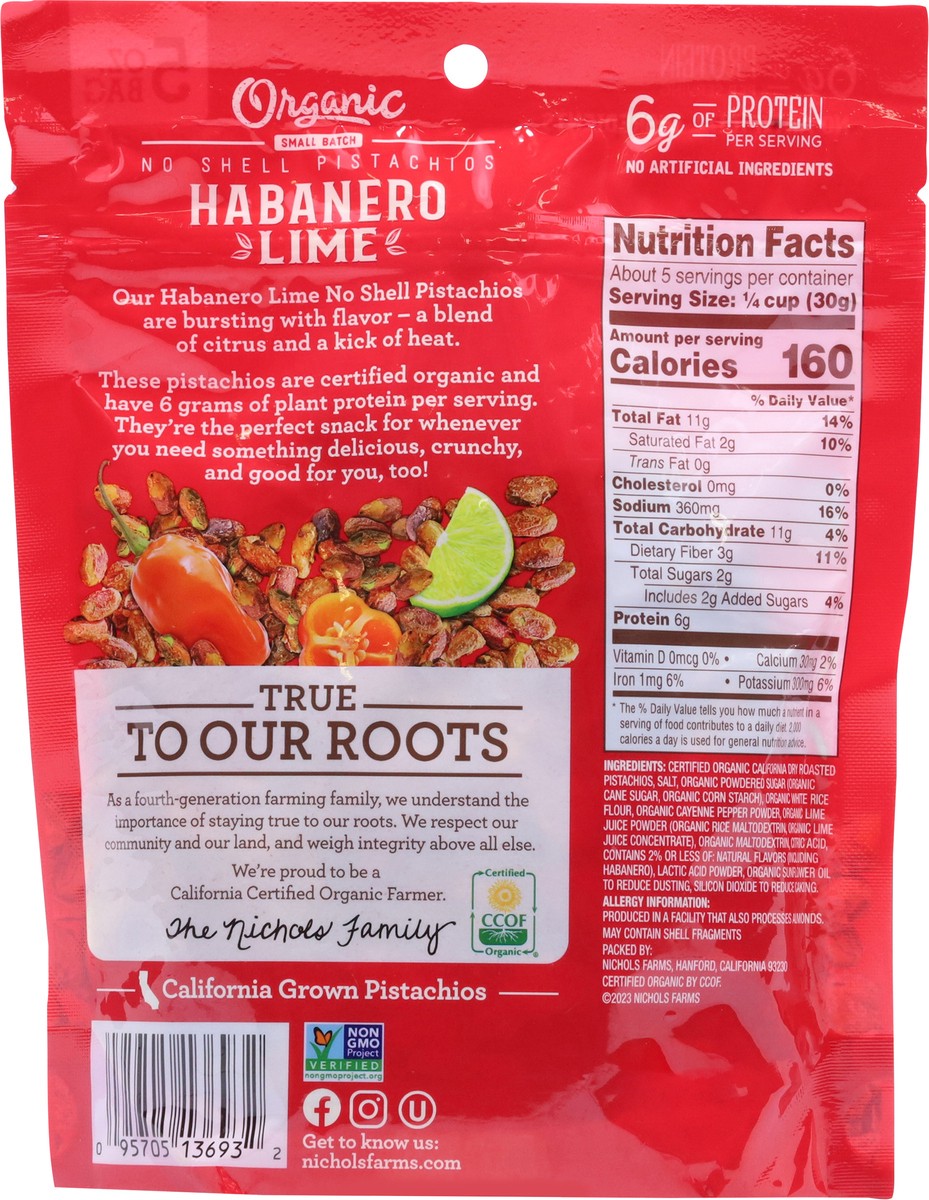 Organic
SMALL BATCH
NO SHELL PISTACHIOS
HABANERO
LIME
Our Habanero Lime No Shell Pistachios
are bursting with flavor – a blend
of citrus and a kick of heat.
These pistachios are certified organic and
have 6 grams of plant protein per serving.
They're the perfect snack for whenever
you need something delicious, crunchy,
and good for you, too!
TRUE
TO OUR ROOTS
As a fourth-generation farming family, we understand the
importance of staying true to our roots. We respect our
community and our land, and weigh integrity above all else.
We're proud to be a
California Certified Organic Farmer.
The Nichols Family
Certified
CCOF
Organic
California Grown Pistachios
NON
GMO
Project
VERIFIED
nongmoproject.org
Get to know us:
nicholsfarms.com
0 95705 13693 2
6g OF PROTEIN
PER SERVING
NO ARTIFICIAL INGREDIENTS
Nutrition Facts
About 5 servings per container
Serving Size: ¼ cup (30g)
Amount per serving
Calories 160
% Daily Value*
Total Fat 11g 14%
Saturated Fat 2g 10%
Trans Fat 0g
Cholesterol 0mg 0%
Sodium 360mg 16%
Total Carbohydrate 11g 4%
Dietary Fiber 3g 11%
Total Sugars 2g
Includes 2g Added Sugars 4%
Protein 6g
Vitamin D 0mcg 0% • Calcium 30mg 2%
Iron 1mg 6% • Potassium 300mg 6%
* The % Daily Value tells you how much a nutrient in a
serving of food contributes to a daily diet. 2,000
calories a day is used for general nutrition advice.
INGREDIENTS: CERTIFIED ORGANIC CALIFORNIA DRY ROASTED
PISTACHIOS, SALT, ORGANIC POWDERED SUGAR (ORGANIC
CANE SUGAR, ORGANIC CORN STARCH), ORGANIC WHITE RICE
FLOUR, ORGANIC CAYENNE PEPPER POWDER, ORGANIC LIME
JUICE POWDER (ORGANIC RICE MALTODEXTRIN, ORGANIC LIME
JUICE CONCENTRATE), ORGANIC MALTODEXTRIN, CITRIC ACID,
CONTAINS 2% OR LESS OF: NATURAL FLAVORS (INCLUDING
HABANERO), LACTIC ACID POWDER, ORGANIC SUNFLOWER OIL
TO REDUCE DUSTING, SILICON DIOXIDE TO REDUCE CAKING.
ALLERGY INFORMATION:
PRODUCED IN A FACILITY THAT ALSO PROCESSES ALMONDS.
MAY CONTAIN SHELL FRAGMENTS
PACKED BY:
NICHOLS FARMS, HANFORD, CALIFORNIA 93230
CERTIFIED ORGANIC BY CCOF.
©2023 NICHOLS FARMS